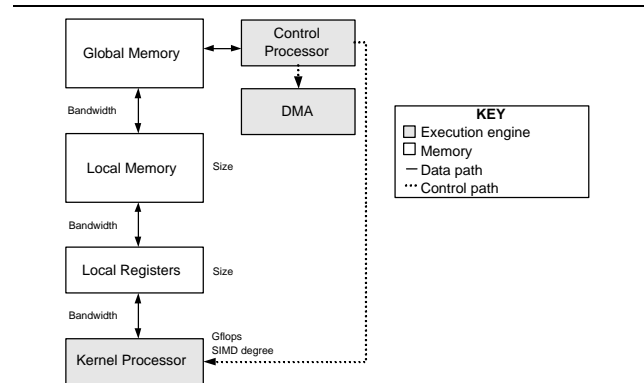 Global Memory
Control
Processor
DMA
Bandwidth
Local Memory
Size
Bandwidth
Local Registers
Size
Bandwidth
Gflops
SIMD degree
Kernel Processor
KEY
Execution engine
Memory
Data path
Control path